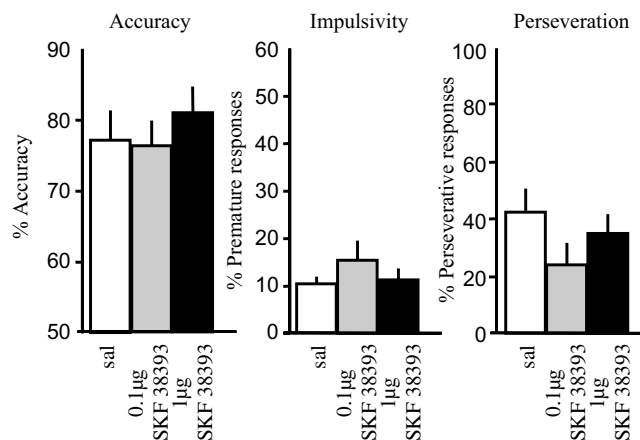 Accuracy
Impulsivity
Perseveration
% Accuracy
90
80
70
60
50
sal
0.1µg
SKF 38393
1µg
SKF 38393
% Premature responses
60
50
40
30
20
10
0
sal
0.1µg
SKF 38393
1µg
SKF 38393
% Perseverative responses
100
80
60
40
20
0
sal
0.1µg
SKF 38393
1µg
SKF 38393